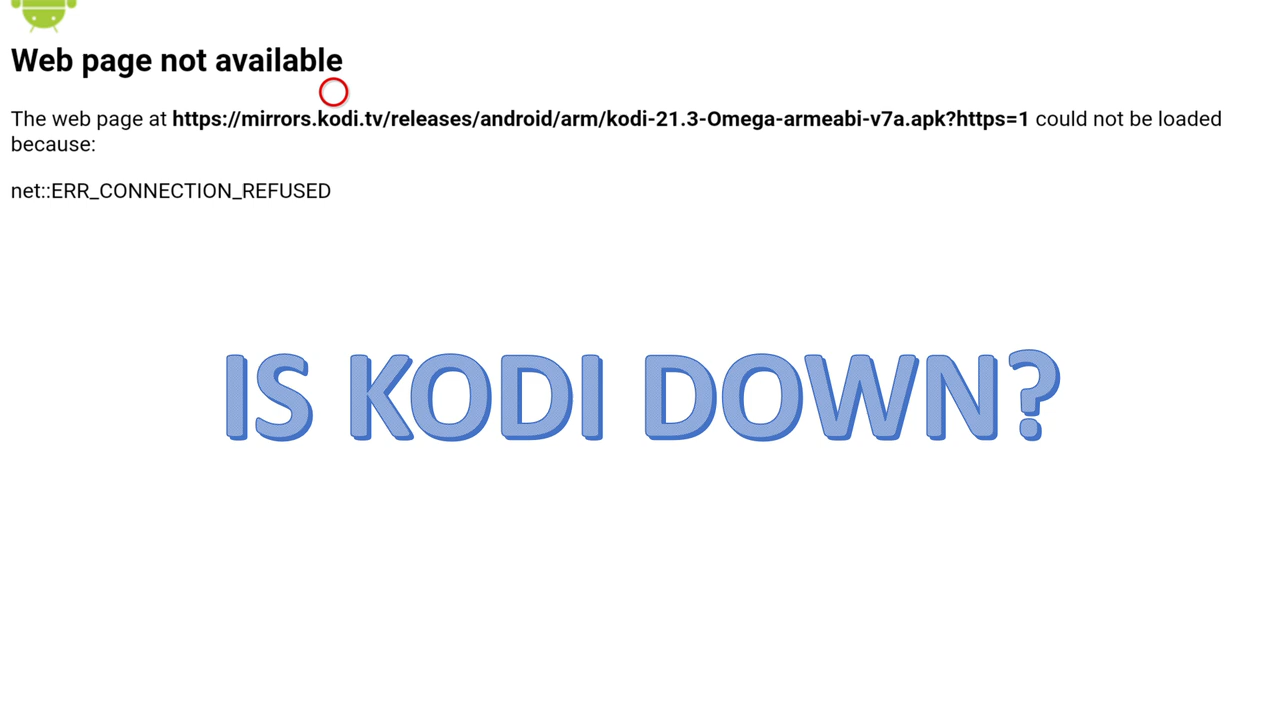 Web page not available
The web page at https://mirrors.kodi.tv/releases/android/arm/kodi-21.3-Omega-armeabi-v7a.apk?https=1 could not be loaded
because:
net::ERR_CONNECTION_REFUSED
IS KODI DOWN?